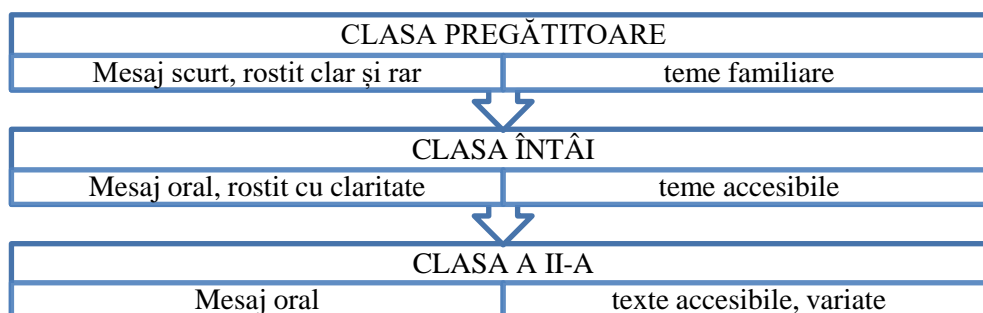 CLASA PREGĂTITOARE
Mesaj scurt, rostit clar și rar teme familiare
CLASA ÎNTÂI
Mesaj oral, rostit cu claritate teme accesibile
CLASA A II-A
Mesaj oral texte accesibile, variate